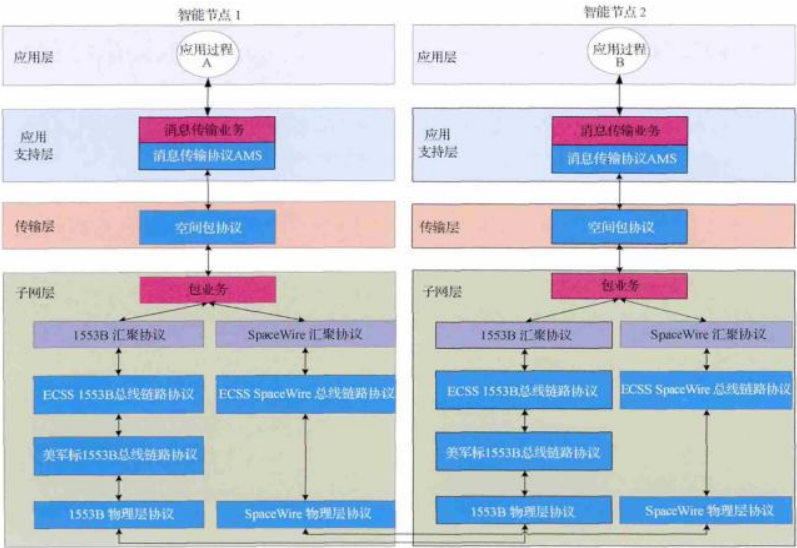 智能节点 1
智能节点 2
应用层
应用过程
A
应用层
应用过程
B
应用
支持层
消息传输业务
消息传输协议AMS
应用
支持层
消息传输业务
消息传输协议AMS
传输层
空间包协议
传输层
空间包协议
子网层
包业务
子网层
包业务
1553B 汇聚协议
SpaceWire 汇聚协议
1553B 汇聚协议
SpaceWire 汇聚协议
ECSS 1553B总线链路协议
ECSS SpaceWire 总线链路协议
ECSS 1553B总线链路协议
ECSS SpaceWire 总线链路协议
美军标1553B总线链路协议
美军标1553B总线链路协议
1553B 物理层协议
SpaceWire 物理层协议
1553B 物理层协议
SpaceWire 物理层协议